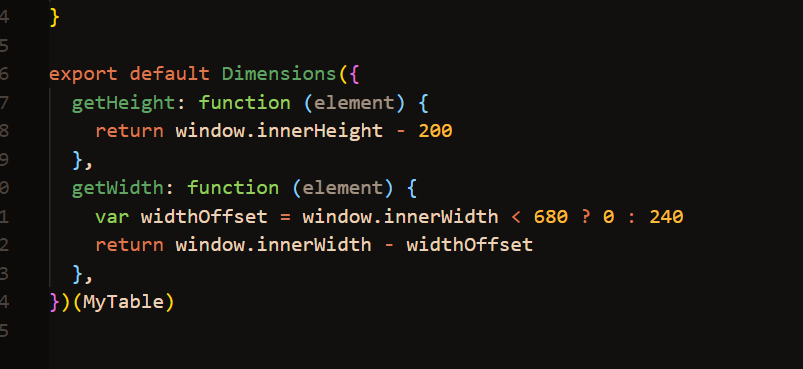 4 }
5
6 export default Dimensions({
7   getHeight: function (element) {
8     return window.innerHeight - 200
9   },
0   getWidth: function (element) {
1     var widthOffset = window.innerWidth < 680 ? 0 : 240
2     return window.innerWidth - widthOffset
3   },
4 })(MyTable)
5